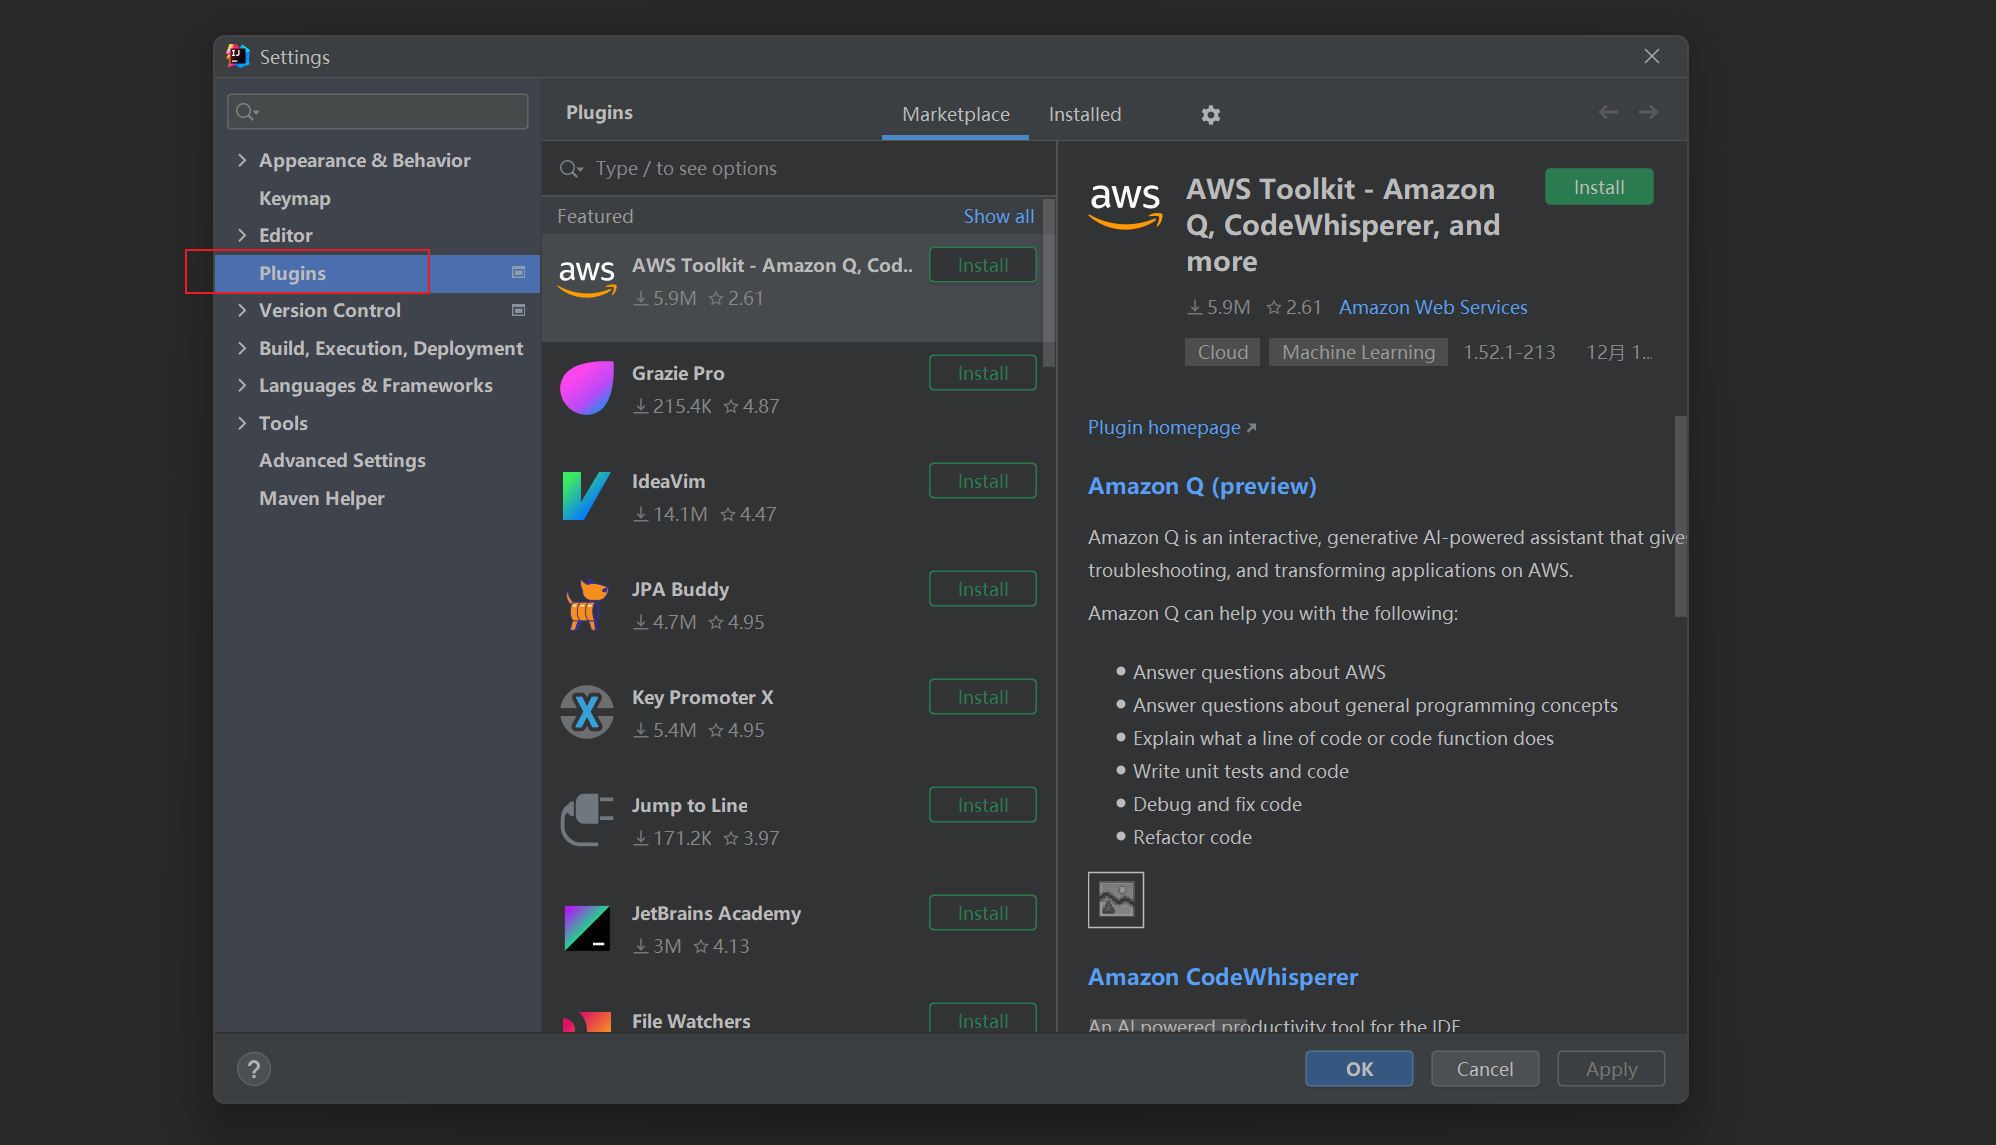 Settings
Appearance & Behavior
Keymap
Editor
Plugins
Version Control
Build, Execution, Deployment
Languages & Frameworks
Tools
Advanced Settings
Maven Helper
Plugins
Marketplace
Installed
Type / to see options
Featured
Show all
aws
AWS Toolkit - Amazon Q, Cod..
5.9M 2.61
Install
Grazie Pro
215.4K 4.87
Install
IdeaVim
14.1M 4.47
Install
JPA Buddy
4.7M 4.95
Install
Key Promoter X
5.4M 4.95
Install
Jump to Line
171.2K 3.97
Install
JetBrains Academy
3M 4.13
Install
File Watchers
Install
aws
AWS Toolkit - Amazon
Q, CodeWhisperer, and
more
Install
5.9M 2.61 Amazon Web Services
Cloud Machine Learning 1.52.1-213 12月 1...
Plugin homepage
Amazon Q (preview)
Amazon Q is an interactive, generative AI-powered assistant that give
troubleshooting, and transforming applications on AWS.
Amazon Q can help you with the following:
Answer questions about AWS
Answer questions about general programming concepts
Explain what a line of code or code function does
Write unit tests and code
Debug and fix code
Refactor code
Amazon CodeWhisperer
An AI powered productivity tool for the IDE
?
OK
Cancel
Apply